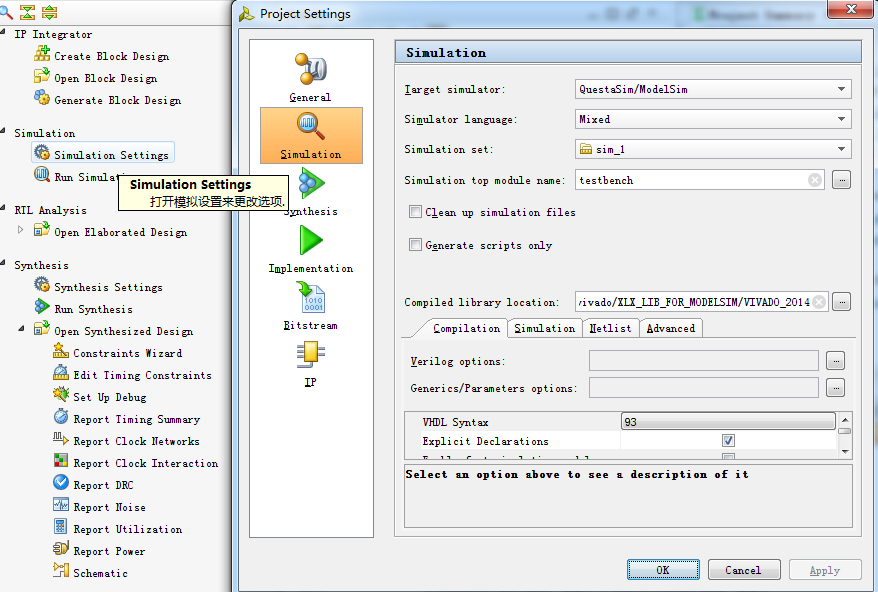 IP Integrator
Create Block Design
Open Block Design
Generate Block Design
Simulation
Simulation Settings
Run Simulat
Simulation Settings
打开模拟设置来更改选项.
RTL Analysis
Open Elaborated Design
Synthesis
Synthesis Settings
Run Synthesis
Open Synthesized Design
Constraints Wizard
Edit Timing Constraints
Set Up Debug
Report Timing Summary
Report Clock Networks
Report Clock Interaction
Report DRC
Report Noise
Report Utilization
Report Power
Schematic
Project Settings
General
Simulation
Synthesis
Implementation
Bitstream
IP
Simulation
Target simulator: QuestaSim/ModelSim
Simulator language: Mixed
Simulation set: sim_1
Simulation top module name: testbench
Clean up simulation files
Generate scripts only
Compiled library location: ivado/XLX_LIB_FOR_MODELSIM/VIVADO_2014
Compilation Simulation Netlist Advanced
Verilog options:
Generics/Parameters options:
VHDL Syntax 93
Explicit Declarations
Select an option above to see a description of it
OK Cancel Apply